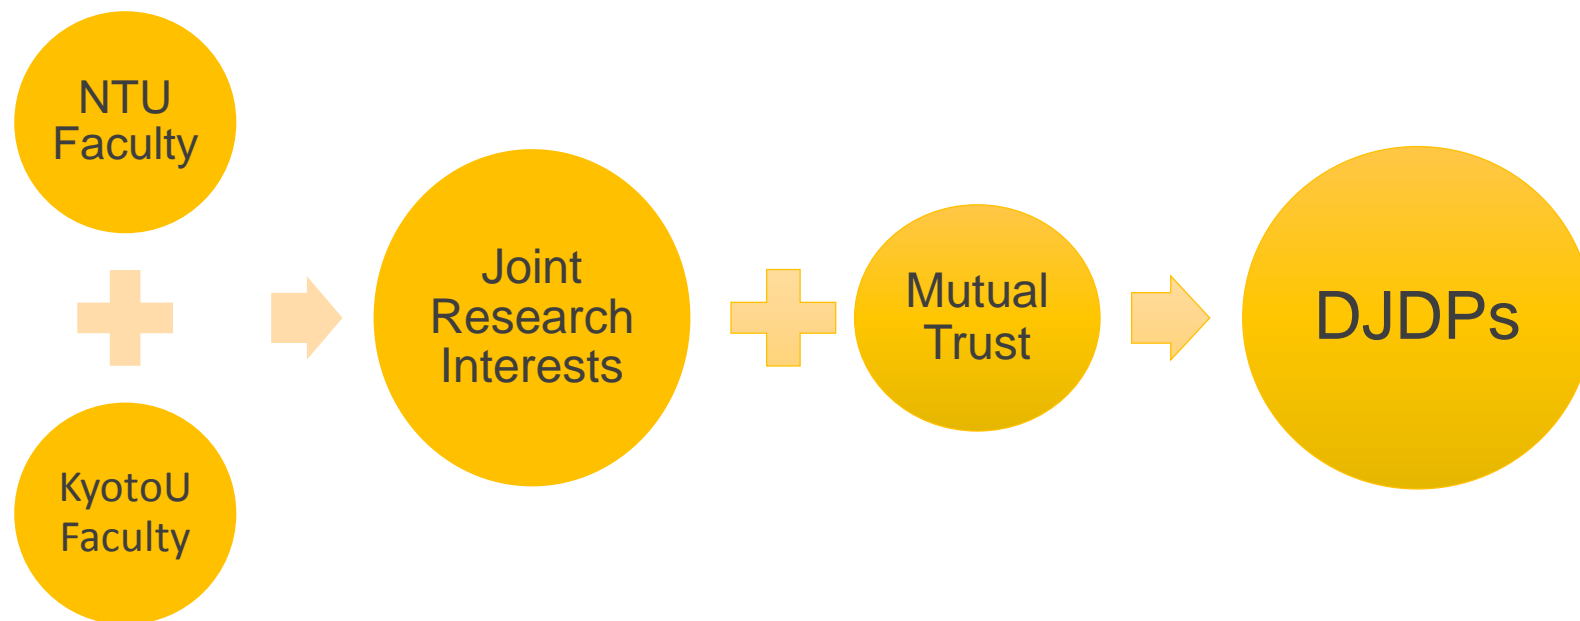 NTU
Faculty
KyotoU
Faculty
Joint
Research
Interests
Mutual
Trust
DJDPs